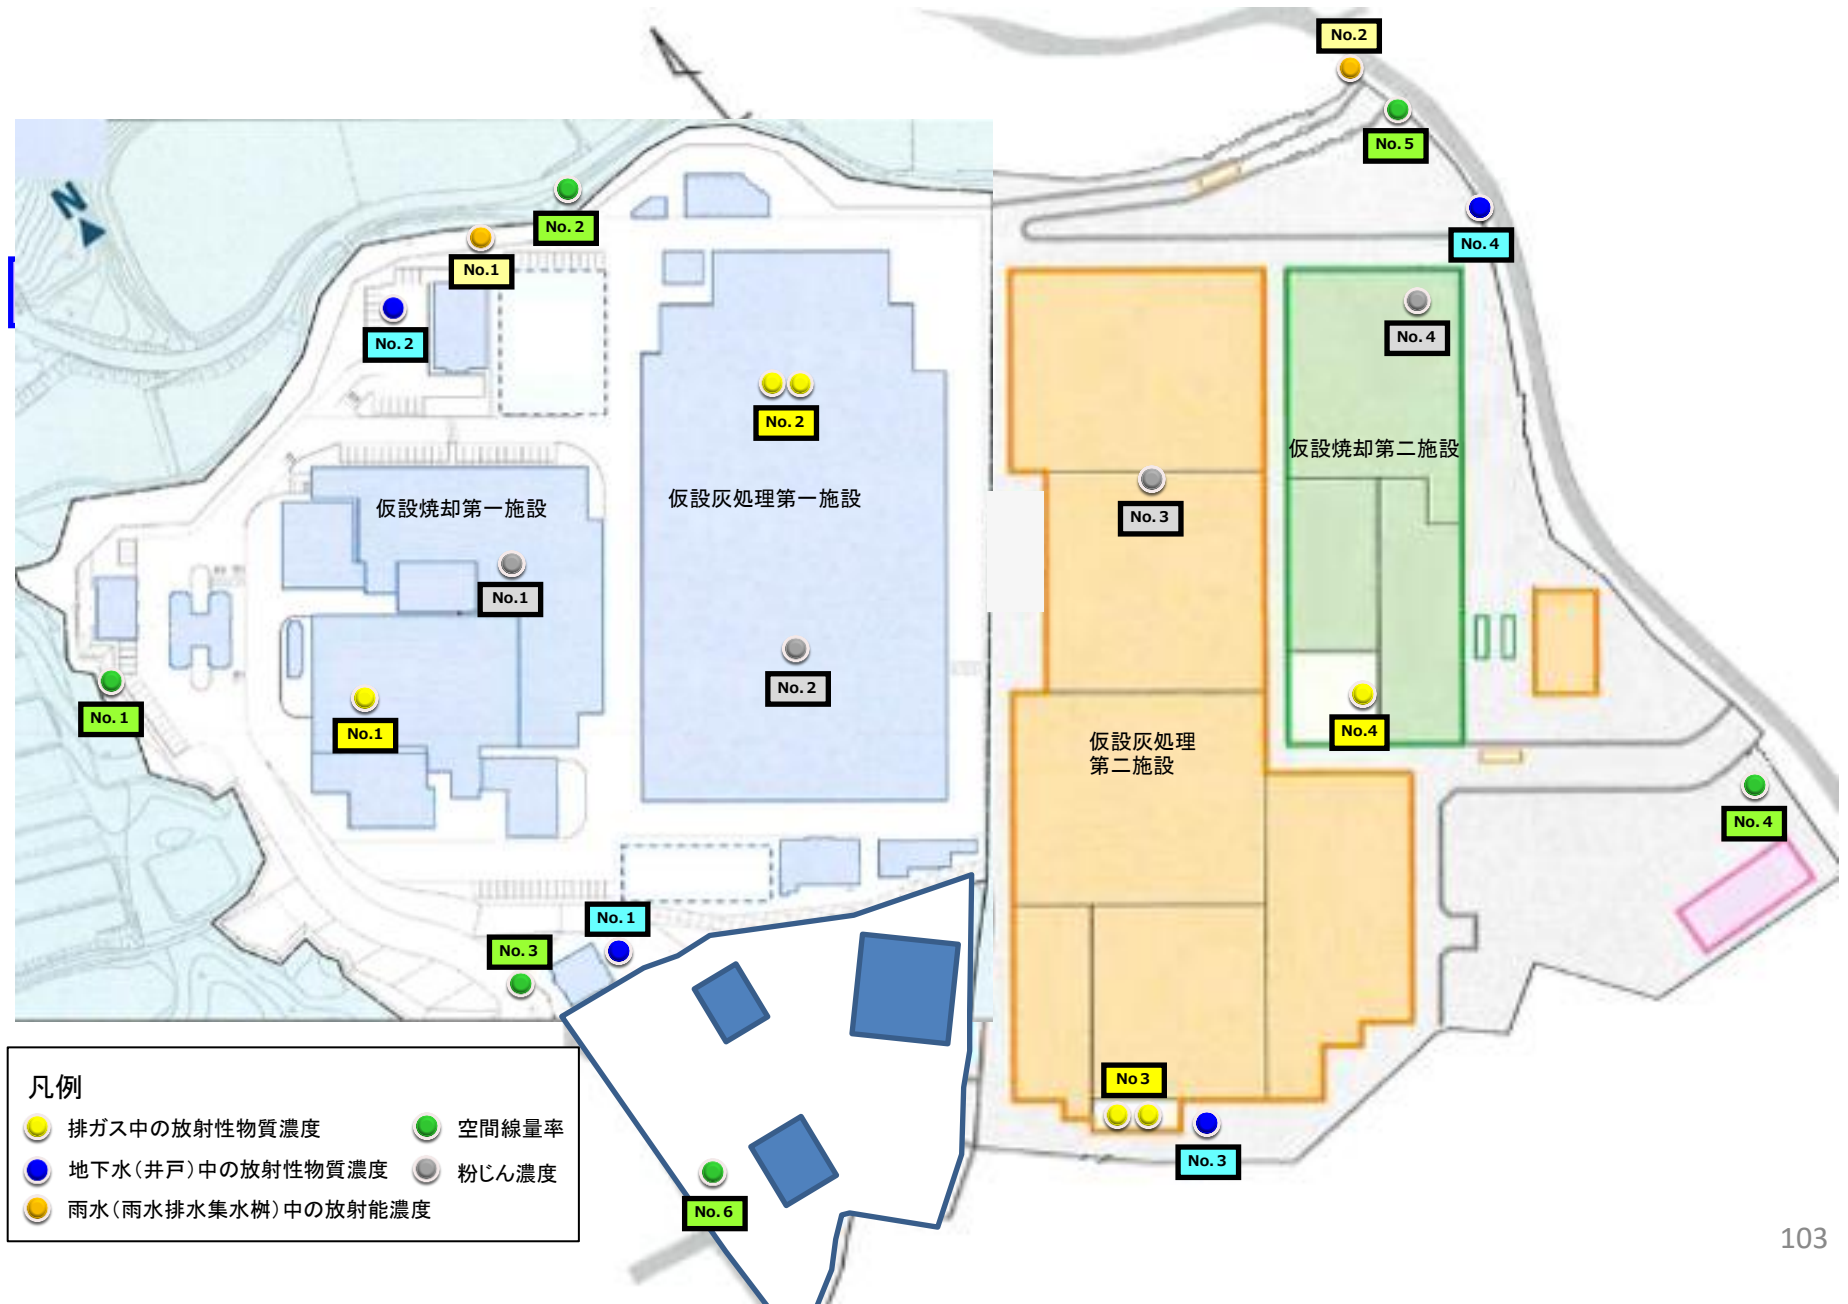 No.2
No.5
N
No.2
No.4
No.1
No.2
No.4
No.2
仮設焼却第二施設
仮設灰処理第一施設
仮設焼却第一施設
No.3
No.1
No.2
No.1
No.1
No.4
仮設灰処理
第二施設
No.4
No.1
No.3
No3
No.3
No.6
凡例
排ガス中の放射性物質濃度
空間線量率
地下水（井戸）中の放射性物質濃度
粉じん濃度
雨水（雨水排水集水桝）中の放射能濃度
103